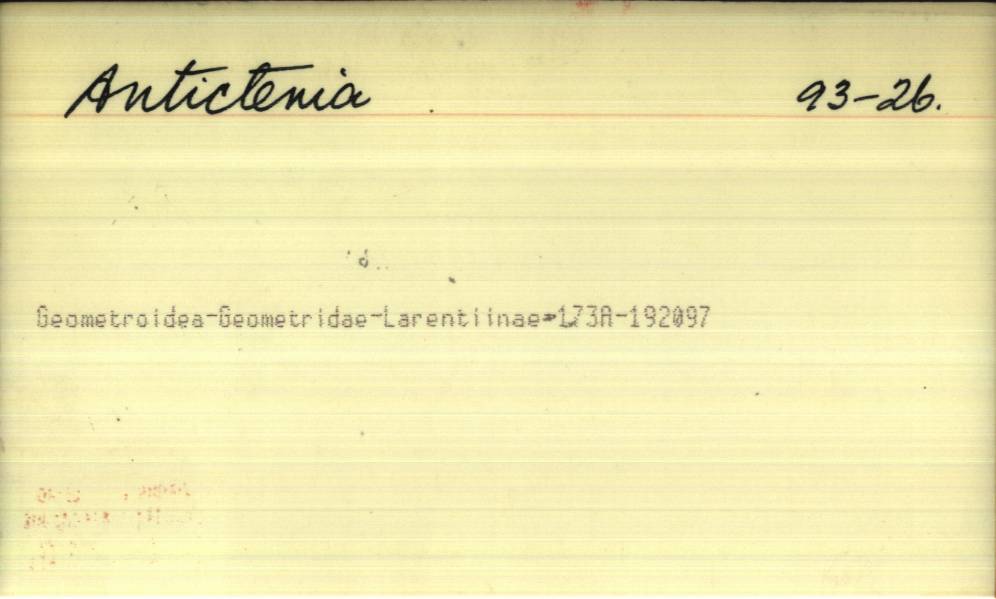 Antictenia 93-26.
Geometroidea-Geometridae-Larentiinae-173A-192097